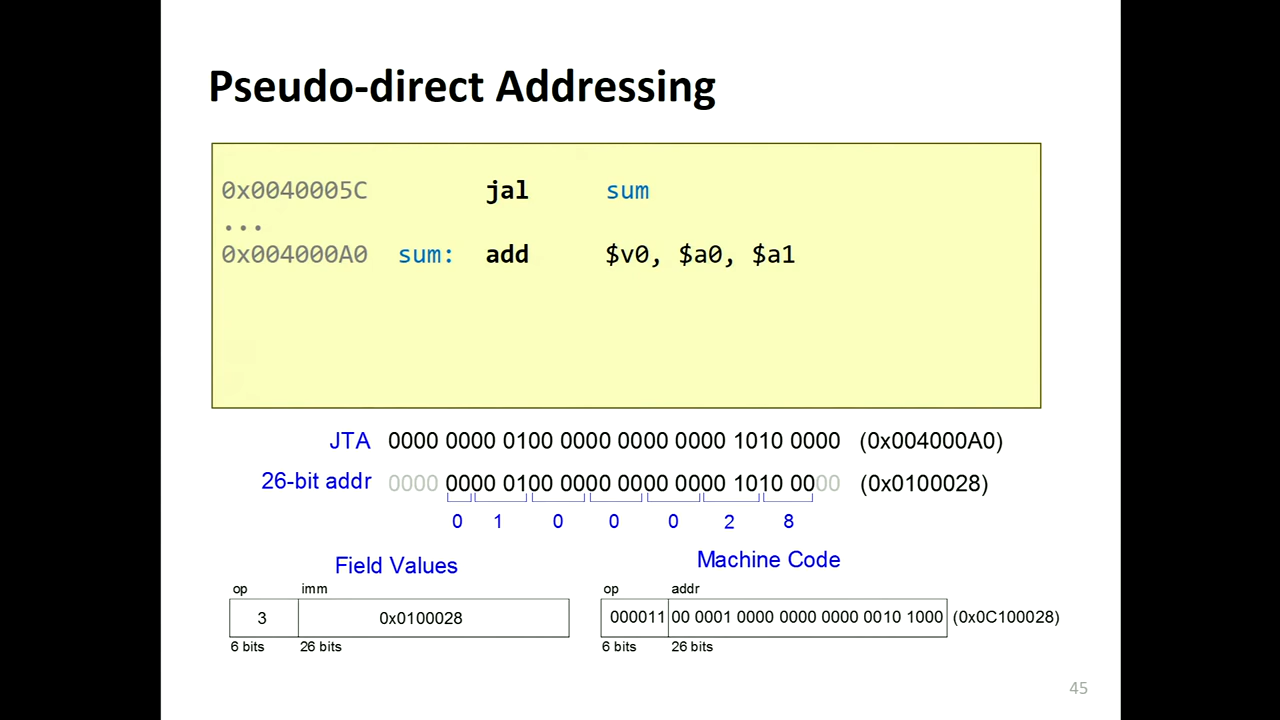 Pseudo-direct Addressing
0x0040005C jal sum
...
0x004000A0 sum: add $v0, $a0, $a1
JTA 0000 0000 0100 0000 0000 0000 1010 0000 (0x004000A0)
26-bit addr 0000 0000 0100 0000 0000 0000 1010 0000 (0x0100028)
0 1 0 0 0 2 8
Field Values Machine Code
op imm op addr
3 0x0100028 000011 00 0001 0000 0000 0000 0010 1000 (0x0C100028)
6 bits 26 bits 6 bits 26 bits
45